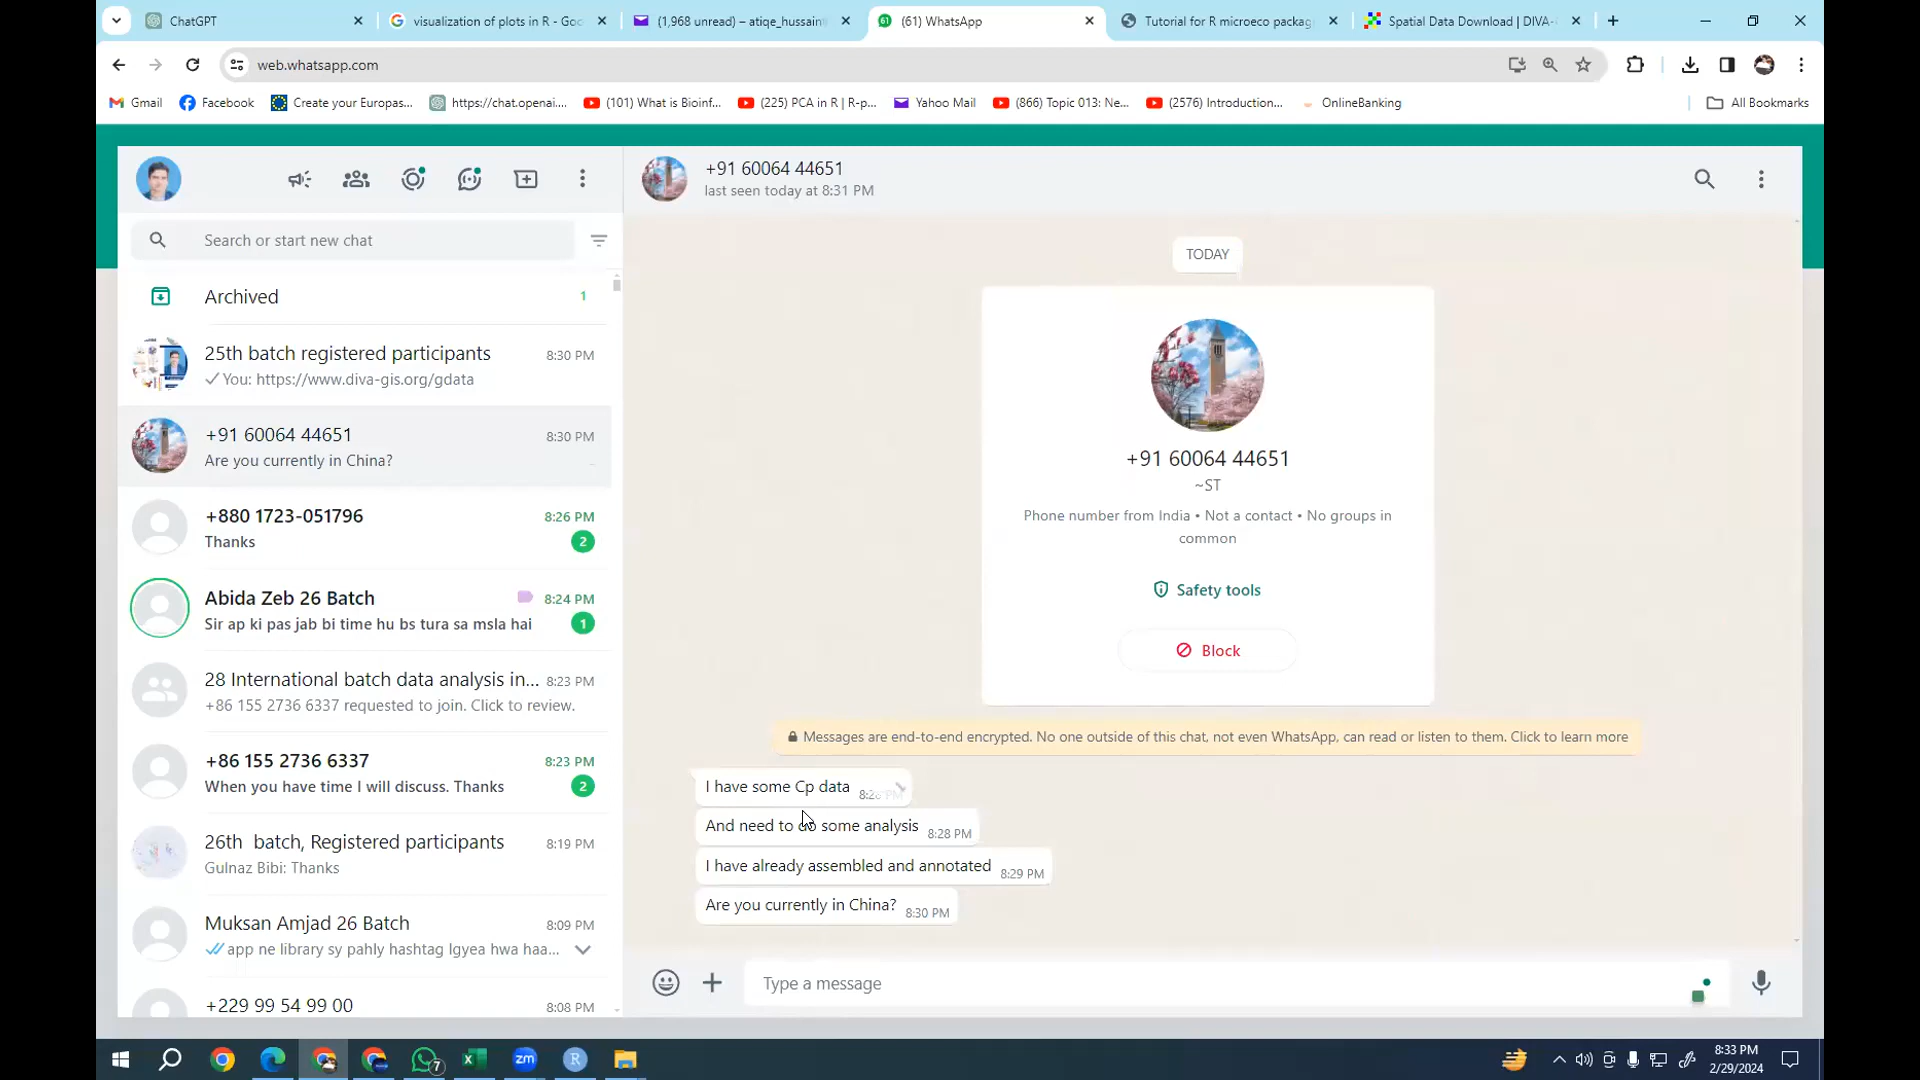 ChatGPT
visualization of plots in R - Goo
(1,968 unread) – atiqe_hussain
(61) WhatsApp
Tutorial for R microeco packag
Spatial Data Download | DIVA-
web.whatsapp.com
Gmail
Facebook
Create your Europas...
https://chat.openai....
(101) What is Bioinf...
(225) PCA in R | R-p...
Yahoo Mail
(866) Topic 013: Ne...
(2576) Introduction...
OnlineBanking
All Bookmarks
+91 60064 44651
last seen today at 8:31 PM
Search or start new chat
TODAY
Archived
1
25th batch registered participants
8:30 PM
You: https://www.diva-gis.org/gdata
+91 60064 44651
8:30 PM
Are you currently in China?
+880 1723-051796
8:26 PM
Thanks
2
Abida Zeb 26 Batch
8:24 PM
Sir ap ki pas jab bi time hu bs tura sa msla hai
1
28 International batch data analysis in...
8:23 PM
+86 155 2736 6337 requested to join. Click to review.
+86 155 2736 6337
8:23 PM
When you have time I will discuss. Thanks
2
26th batch, Registered participants
8:19 PM
Gulnaz Bibi: Thanks
Muksan Amjad 26 Batch
8:09 PM
app ne library sy pahly hashtag lgyea hwa haa...
+229 99 54 99 00
8:08 PM
+91 60064 44651
~ST
Phone number from India • Not a contact • No groups in
common
Safety tools
Block
Messages are end-to-end encrypted. No one outside of this chat, not even WhatsApp, can read or listen to them. Click to learn more
I have some Cp data
And need to do some analysis
8:28 PM
I have already assembled and annotated
8:29 PM
Are you currently in China?
8:30 PM
Type a message
7
zm
R
8:33 PM
2/29/2024